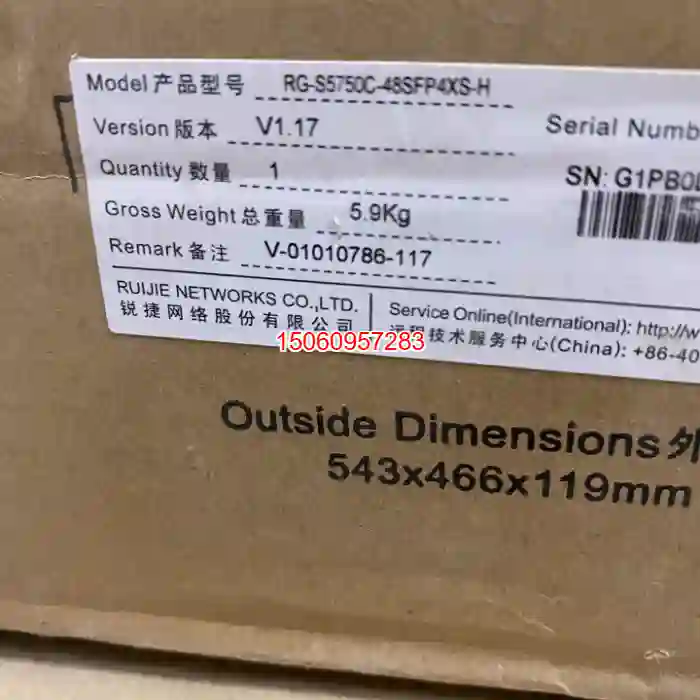 Model 产品型号 RG-S5750C-48SFP4XS-H
Version 版本 V1.17
Serial Numb
Quantity 数量 1
SN: G1PB0
Gross Weight 总重量 5.9Kg
Remark 备注 V-01010786-117
RUIJIE NETWORKS CO.,LTD.
锐捷网络股份有限公司
Service Online(International): http://w
远程技术服务中心(China): +86-40
15060957283
Outside Dimensions 外
543x466x119mm